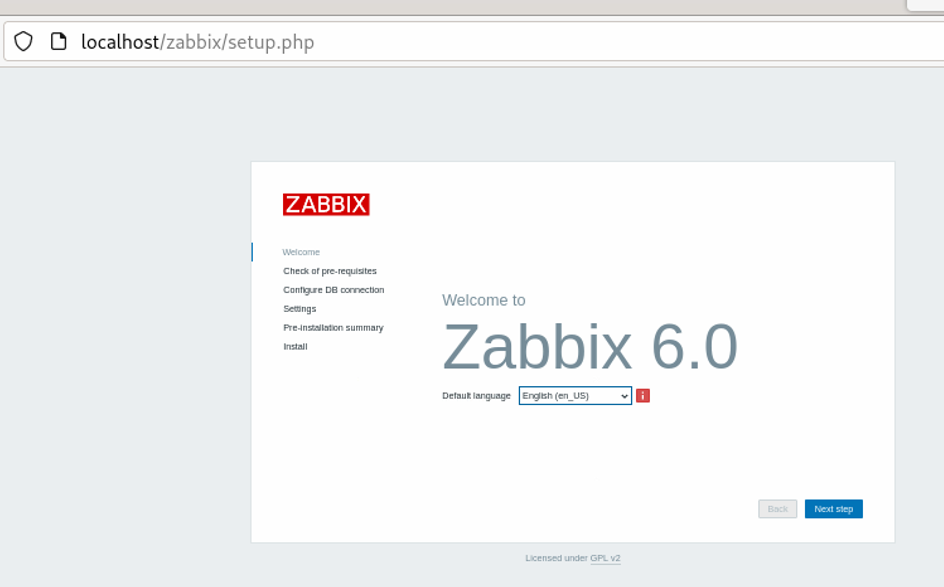 localhost/zabbix/setup.php
ZABBIX
Welcome
Check of pre-requisites
Configure DB connection
Settings
Pre-installation summary
Install
Welcome to
Zabbix 6.0
Default language English (en_US) i
Back Next step
Licensed under GPL v2